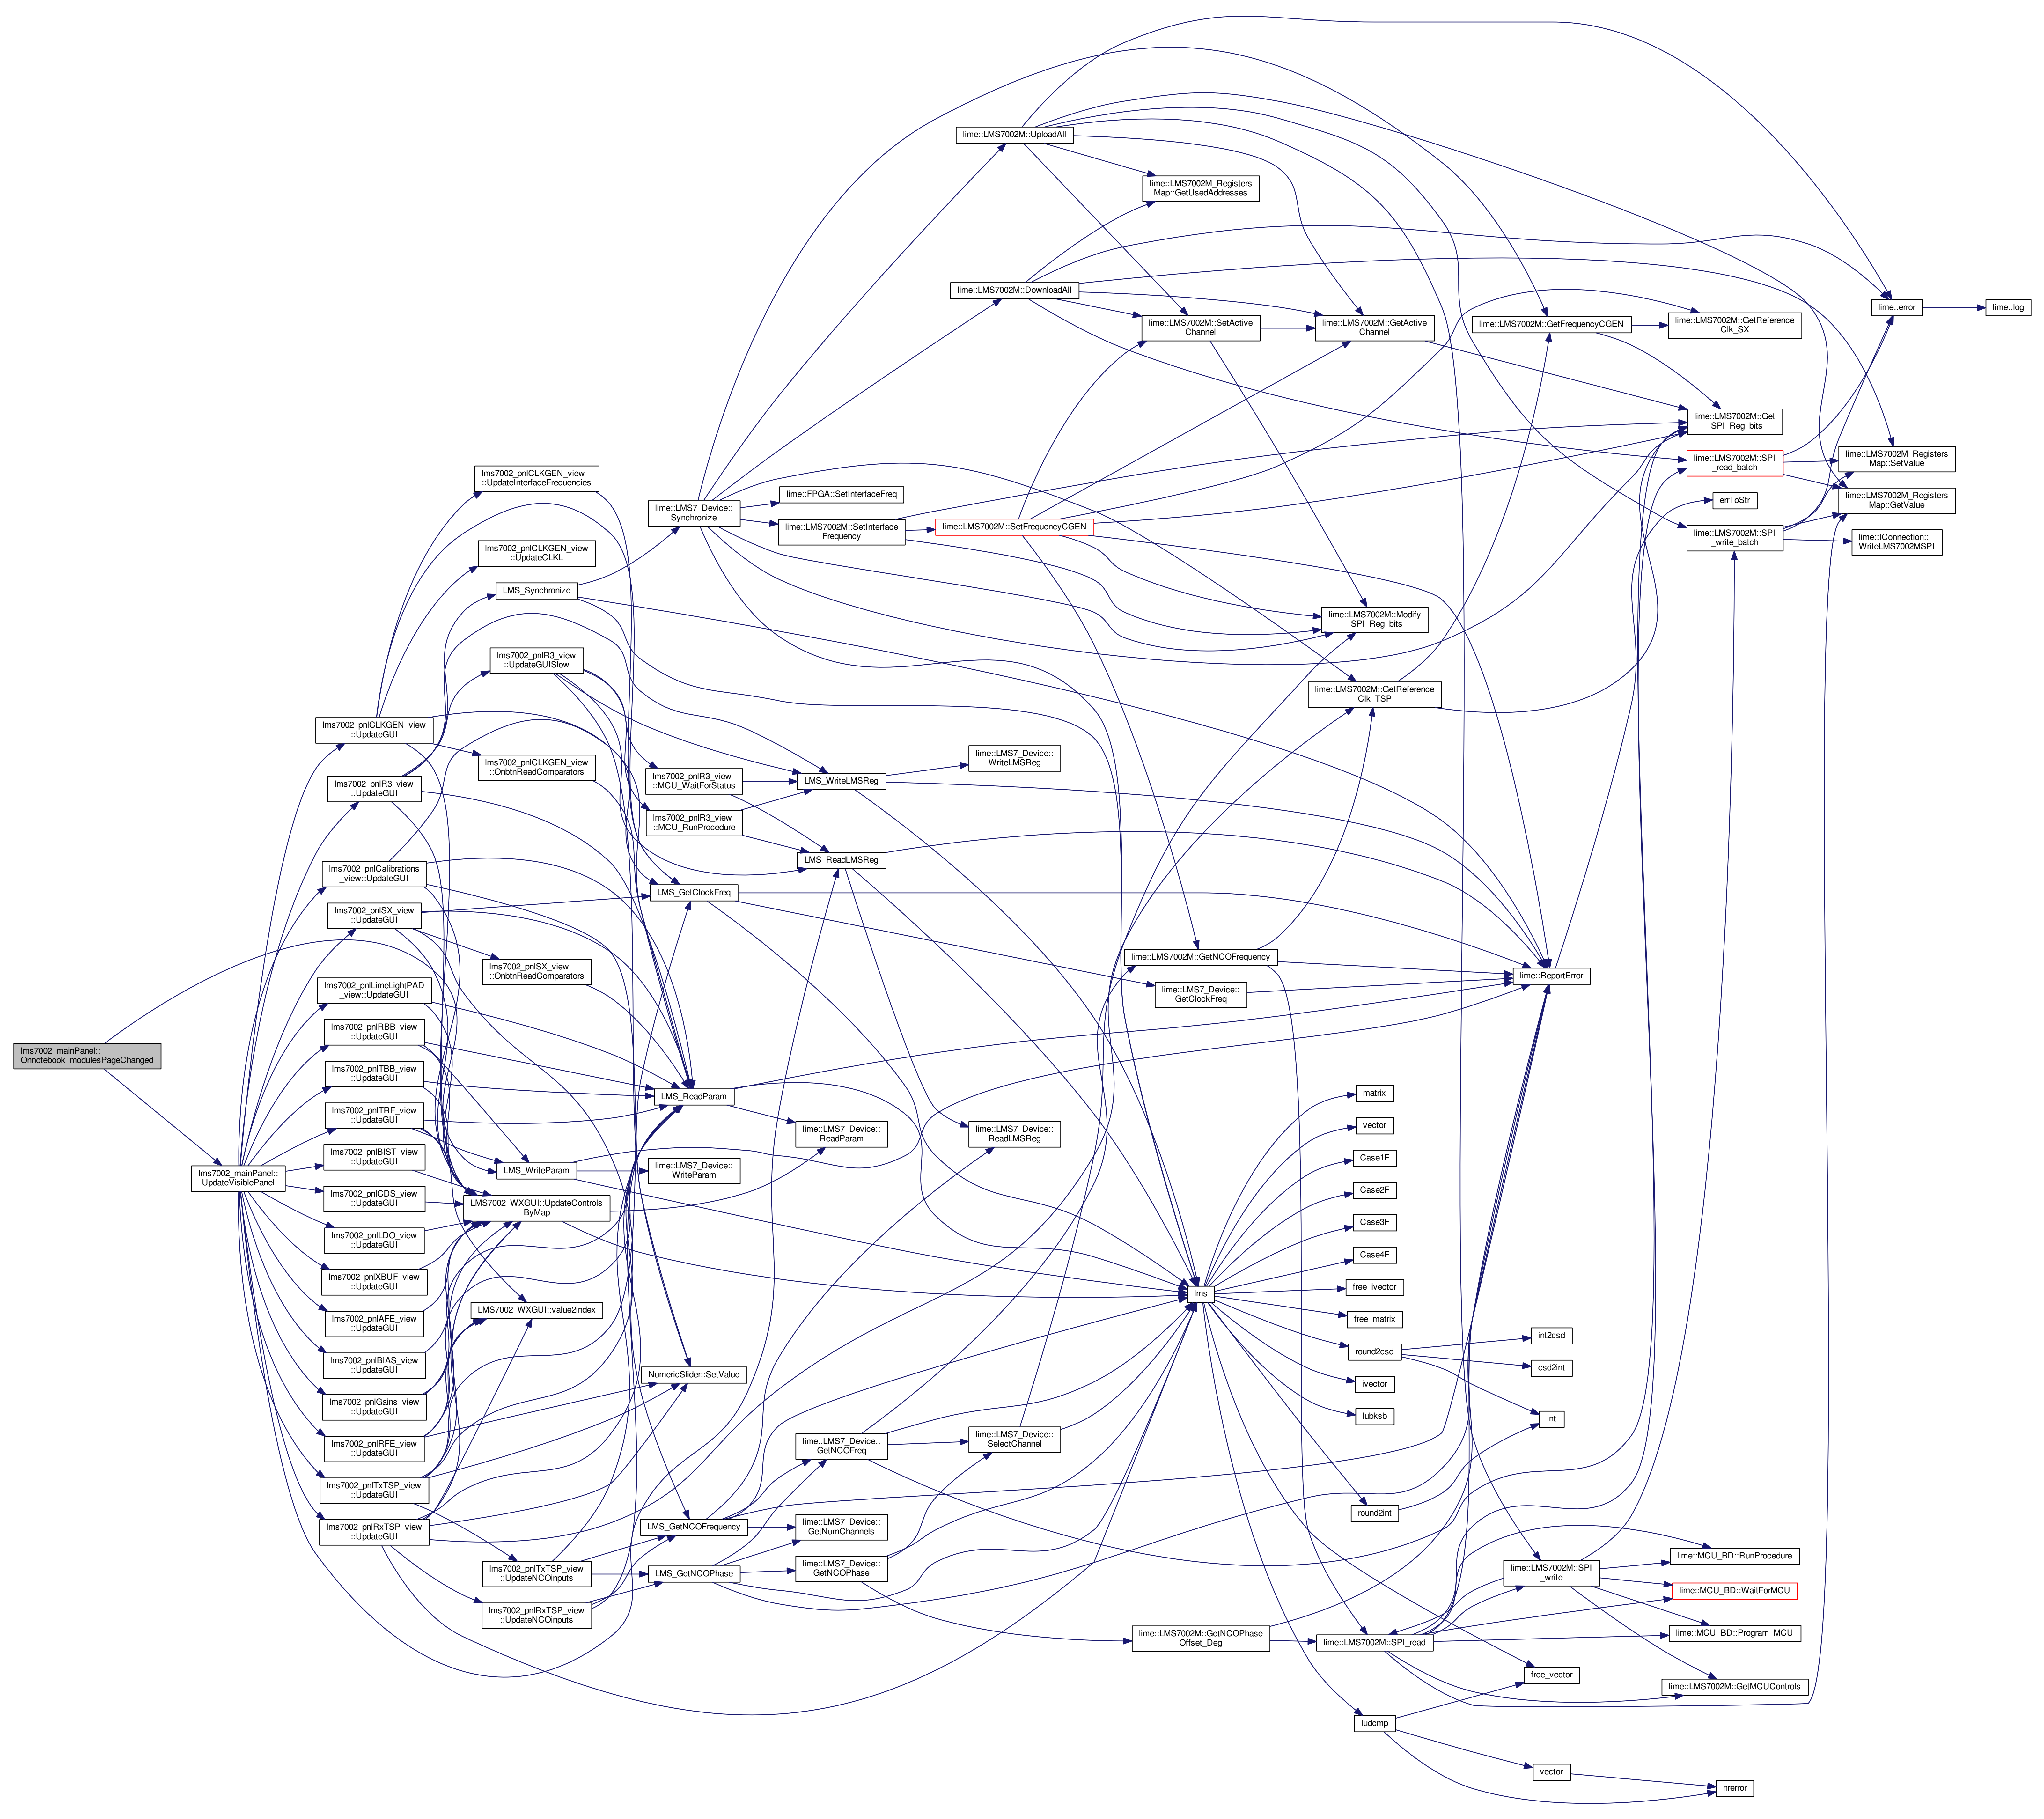 lms7002_mainPanel::
Onnotebook_modulesPageChanged
lms7002_mainPanel::
UpdateVisiblePanel
lms7002_pnlCLKGEN_view
::UpdateGUI
lms7002_pnlR3_view
::UpdateGUI
lms7002_pnlCalibrations
_view::UpdateGUI
lms7002_pnlSX_view
::UpdateGUI
lms7002_pnlLimeLightPAD
_view::UpdateGUI
lms7002_pnlRBB_view
::UpdateGUI
lms7002_pnlTBB_view
::UpdateGUI
lms7002_pnlTRF_view
::UpdateGUI
lms7002_pnlBIST_view
::UpdateGUI
lms7002_pnlCDS_view
::UpdateGUI
lms7002_pnlLDO_view
::UpdateGUI
lms7002_pnlXBUF_view
::UpdateGUI
lms7002_pnlAFE_view
::UpdateGUI
lms7002_pnlBIAS_view
::UpdateGUI
lms7002_pnlGains_view
::UpdateGUI
lms7002_pnlRFE_view
::UpdateGUI
lms7002_pnlTxTSP_view
::UpdateGUI
lms7002_pnlRxTSP_view
::UpdateGUI
lms7002_pnlCLKGEN_view
::UpdateInterfaceFrequencies
lms7002_pnlCLKGEN_view
::UpdateCLKL
LMS_Synchronize
lms7002_pnlR3_view
::UpdateGUISlow
lms7002_pnlCLKGEN_view
::OnbtnReadComparators
lms7002_pnlSX_view
::OnbtnReadComparators
LMS_WriteParam
LMS7002_WXGUI::UpdateControls
ByMap
LMS7002_WXGUI::value2index
lms7002_pnlTxTSP_view
::UpdateNCOinputs
lms7002_pnlRxTSP_view
::UpdateNCOinputs
lime::LMS7_Device::
Synchronize
lms7002_pnlR3_view
::MCU_WaitForStatus
lms7002_pnlR3_view
::MCU_RunProcedure
LMS_GetClockFreq
LMS_ReadParam
lime::LMS7_Device::
WriteParam
NumericSlider::SetValue
LMS_GetNCOFrequency
LMS_GetNCOPhase
lime::FPGA::SetInterfaceFreq
lime::LMS7002M::SetInterface
Frequency
LMS_WriteLMSReg
LMS_ReadLMSReg
lime::LMS7_Device::
ReadParam
lime::LMS7_Device::
GetNCOFreq
lime::LMS7_Device::
GetNumChannels
lime::LMS7_Device::
GetNCOPhase
lime::LMS7002M::UploadAll
lime::LMS7002M::DownloadAll
lime::LMS7002M::SetFrequencyCGEN
lime::LMS7_Device::
WriteLMSReg
lime::LMS7_Device::
ReadLMSReg
lime::LMS7_Device::
SelectChannel
lime::LMS7002M_Registers
Map::GetUsedAddresses
lime::LMS7002M::SetActive
Channel
lime::LMS7002M::GetNCOFrequency
lime::LMS7_Device::
GetClockFreq
lms
lime::LMS7002M::GetNCOPhase
Offset_Deg
lime::LMS7002M::GetActive
Channel
lime::LMS7002M::Modify
_SPI_Reg_bits
lime::LMS7002M::GetReference
Clk_TSP
matrix
vector
Case1F
Case2F
Case3F
Case4F
free_ivector
free_matrix
round2csd
ivector
lubksb
round2int
lime::LMS7002M::SPI_read
ludcmp
lime::LMS7002M::GetFrequencyCGEN
lime::ReportError
int2csd
csd2int
int
lime::LMS7002M::SPI
_write
free_vector
vector
lime::LMS7002M::GetReference
Clk_SX
lime::LMS7002M::Get
_SPI_Reg_bits
lime::LMS7002M::SPI
_read_batch
errToStr
lime::LMS7002M::SPI
_write_batch
lime::MCU_BD::RunProcedure
lime::MCU_BD::WaitForMCU
lime::MCU_BD::Program_MCU
lime::LMS7002M::GetMCUControls
nrerror
lime::error
lime::LMS7002M_Registers
Map::SetValue
lime::LMS7002M_Registers
Map::GetValue
lime::IConnection::
WriteLMS7002MSPI
lime::log